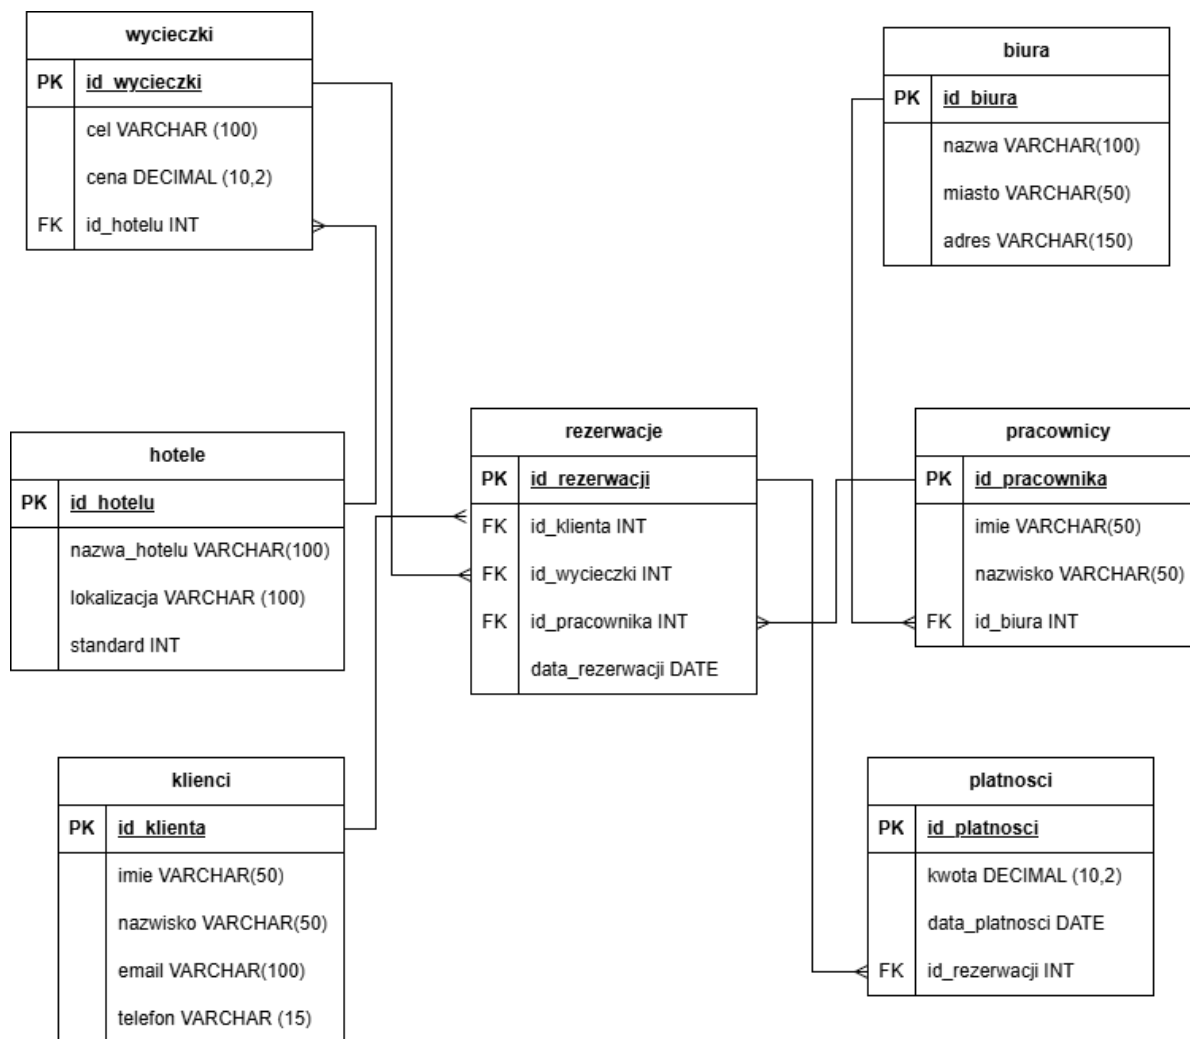 wycieczki
PK id_wycieczki
cel VARCHAR (100)
cena DECIMAL (10,2)
FK id_hotelu INT
biura
PK id_biura
nazwa VARCHAR(100)
miasto VARCHAR(50)
adres VARCHAR(150)
hotele
PK id_hotelu
nazwa_hotelu VARCHAR(100)
lokalizacja VARCHAR (100)
standard INT
rezerwacje
PK id_rezerwacji
FK id_klienta INT
FK id_wycieczki INT
FK id_pracownika INT
data_rezerwacji DATE
pracownicy
PK id_pracownika
imie VARCHAR(50)
nazwisko VARCHAR(50)
FK id_biura INT
klienci
PK id_klienta
imie VARCHAR(50)
nazwisko VARCHAR(50)
email VARCHAR(100)
telefon VARCHAR (15)
platnosci
PK id_platnosci
kwota DECIMAL (10,2)
data_platnosci DATE
FK id_rezerwacji INT